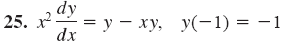 25. x² dy/dx = y − xy, y(−1) = −1